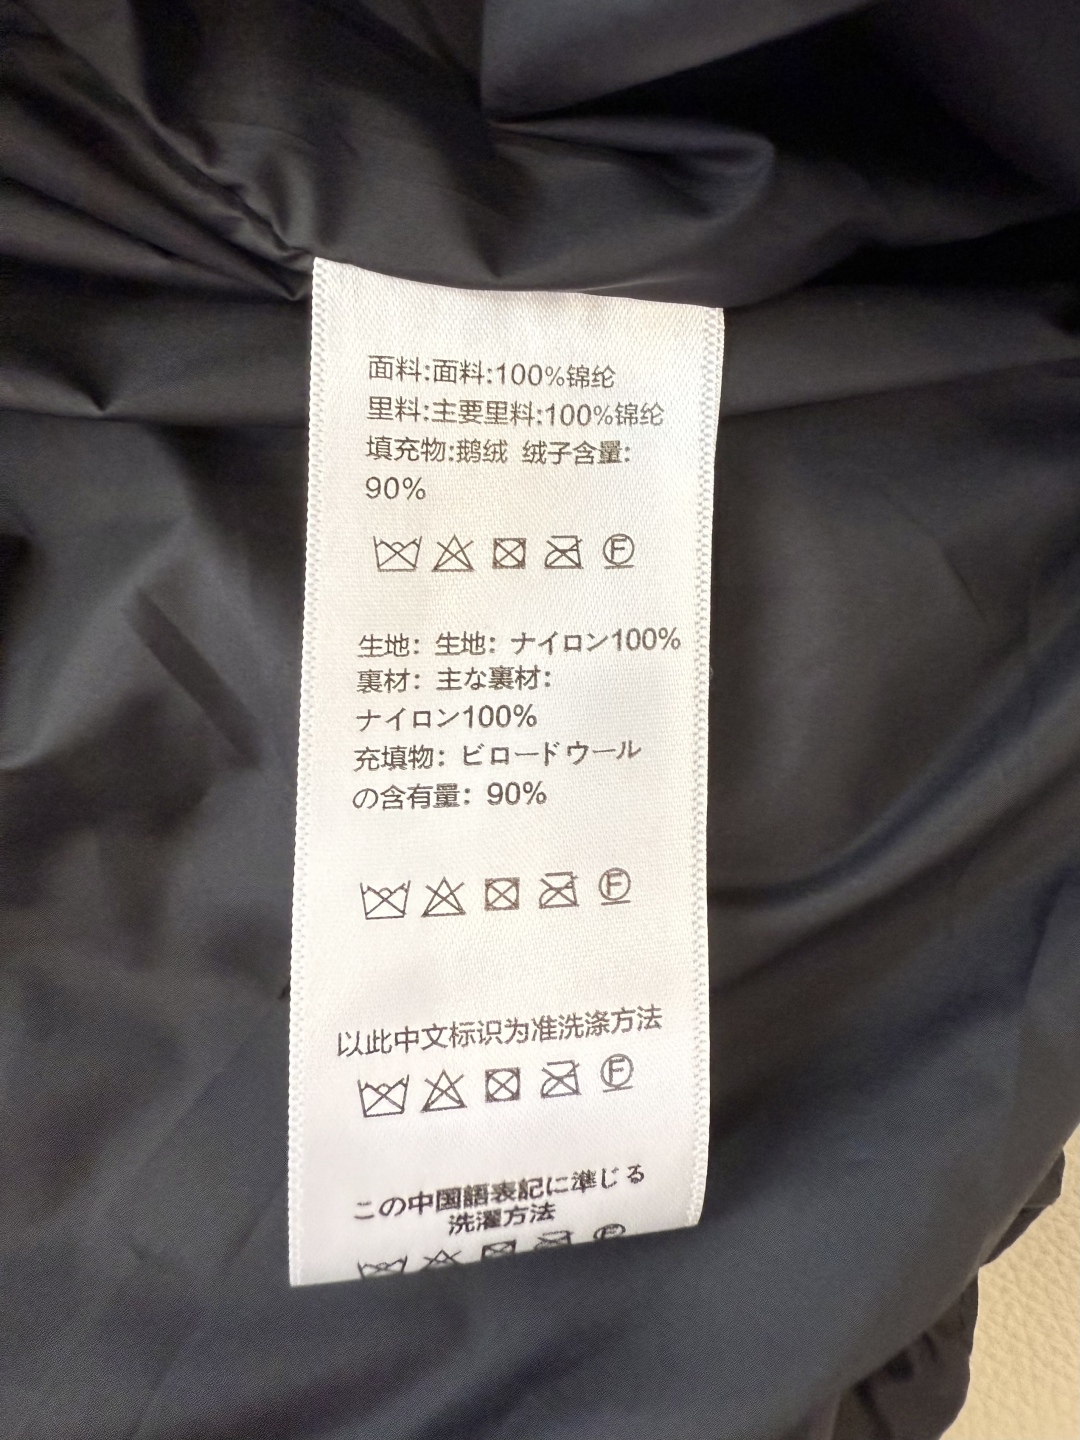 面料:面料:100%锦纶
里料:主要里料:100%锦纶
填充物:鹅绒 绒子含量:
90%
F
生地: 生地: ナイロン100%
裏材: 主な裏材:
ナイロン100%
充填物: ビロードウール
の含有量: 90%
F
以此中文标识为准洗涤方法
F
この中国語表記に準じる
洗濯方法
F